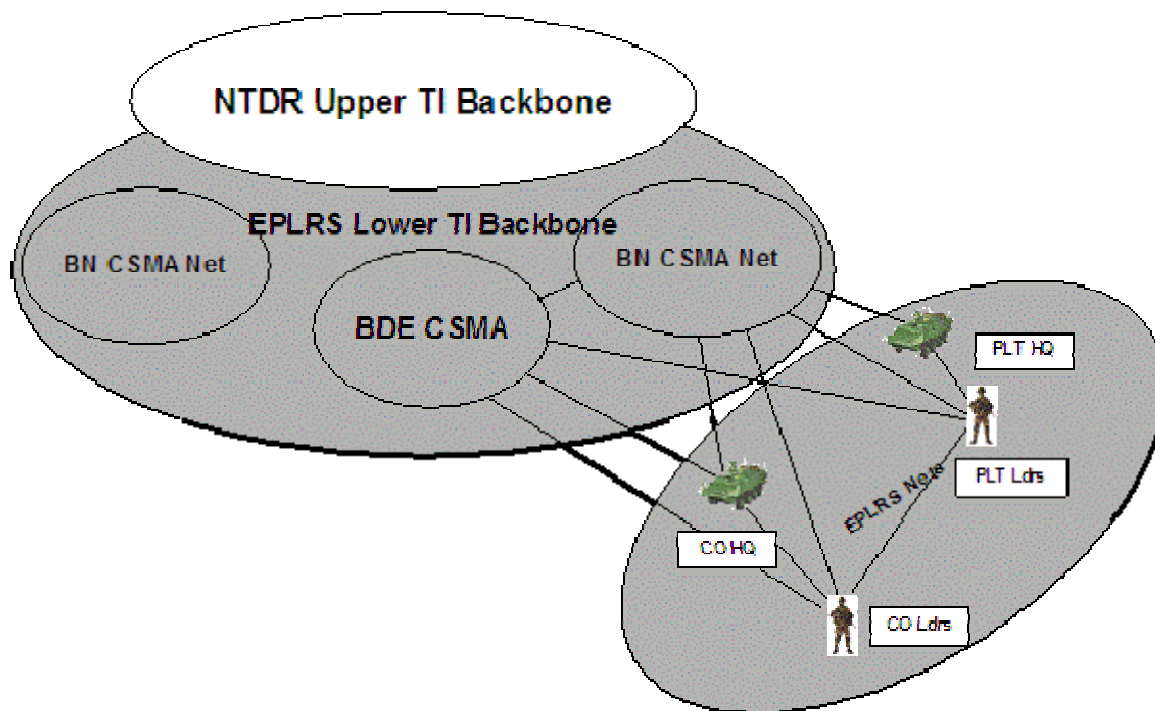 NTDR Upper TI Backbone
EPLRS Lower TI Backbone
BN CSMA Net
BN CSMA Net
BDE CSMA
PLT HQ
PLT Ldrs
EPLRS Nets
CO HQ
CO Ldrs